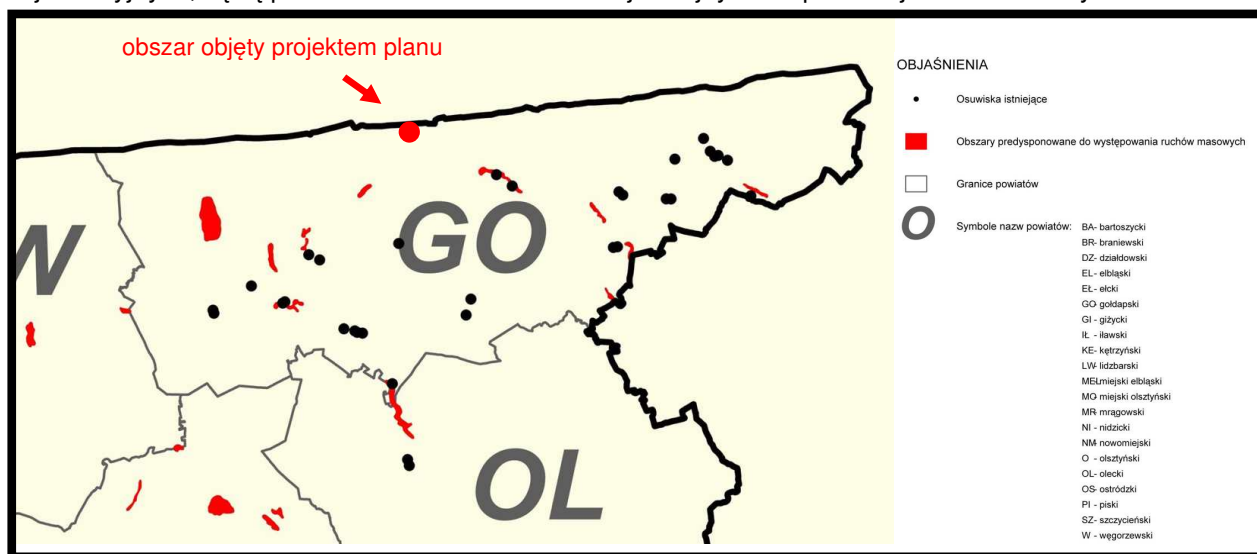 obszar objęty projektem planu
W
GO
OL
OBJAŚNIENIA
Osuwiska istniejące
Obszary predysponowane do występowania ruchów masowych
Granice powiatów
O
Symbole nazw powiatów:
BA- bartoszycki
BR- braniewski
DZ- działdowski
EL- elbląski
EŁ- ełcki
GO- gołdapski
GI - giżycki
IŁ - iławski
KE- kętrzyński
LW- lidzbarski
MEL-miejski elbląski
MO- miejski olsztyński
MR- mrągowski
NI - nidzicki
NM- nowomiejski
O - olsztyński
OL- olecki
OS- ostródzki
PI - piski
SZ- szczycieński
W - węgorzewski